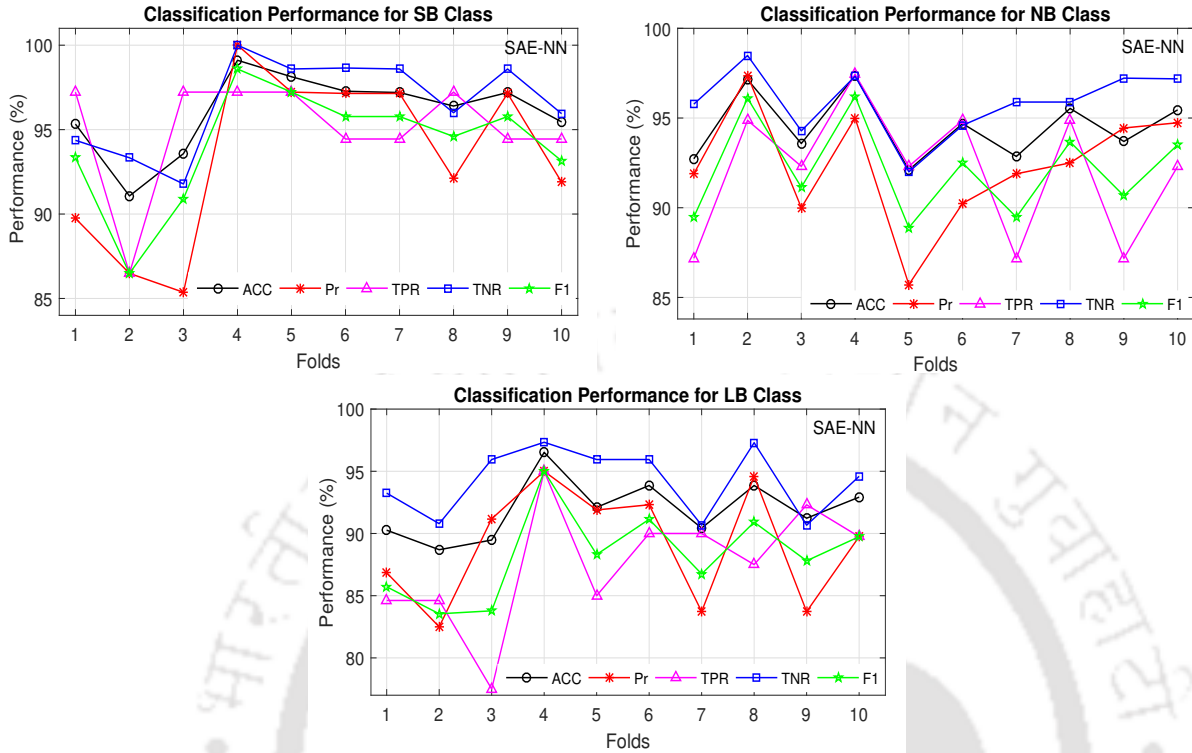 Classification Performance for SB Class
SAE-NN
Performance (%)
100
95
90
85
ACC Pr TPR TNR F1
1 2 3 4 5 6 7 8 9 10
Folds
Classification Performance for NB Class
SAE-NN
Performance (%)
100
95
90
85
ACC Pr TPR TNR F1
1 2 3 4 5 6 7 8 9 10
Folds
Classification Performance for LB Class
SAE-NN
Performance (%)
100
95
90
85
80
ACC Pr TPR TNR F1
1 2 3 4 5 6 7 8 9 10
Folds